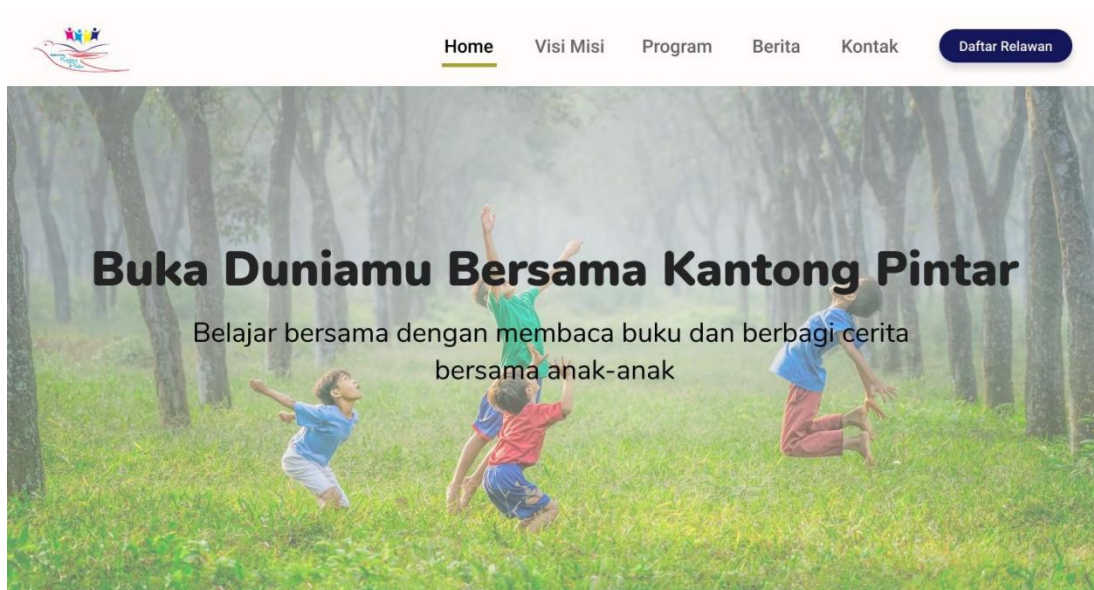 Home
Visi Misi
Program
Berita
Kontak
Daftar Relawan
Buka Duniamu Bersama Kantong Pintar
Belajar bersama dengan membaca buku dan berbagi cerita
bersama anak-anak